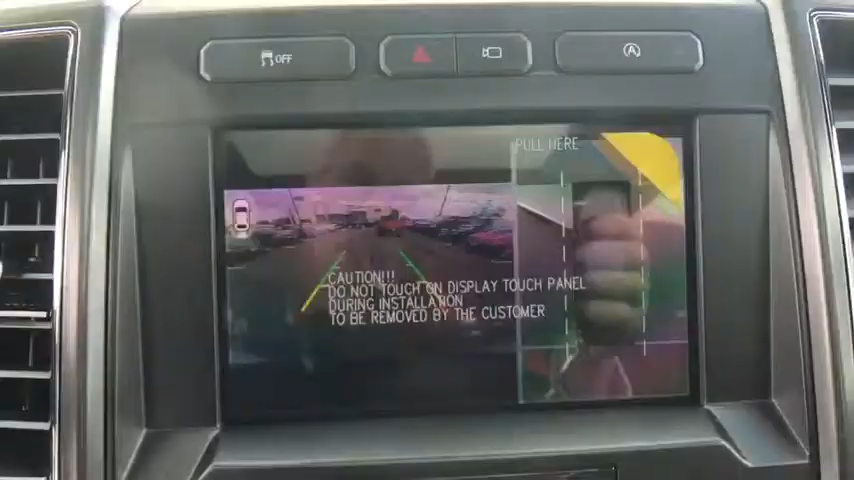 OFF
A
PULL HERE
CAUTION!!!
DO NOT TOUCH ON DISPLAY TOUCH PANEL
DURING INSTALLATION
TO BE REMOVED BY THE CUSTOMER